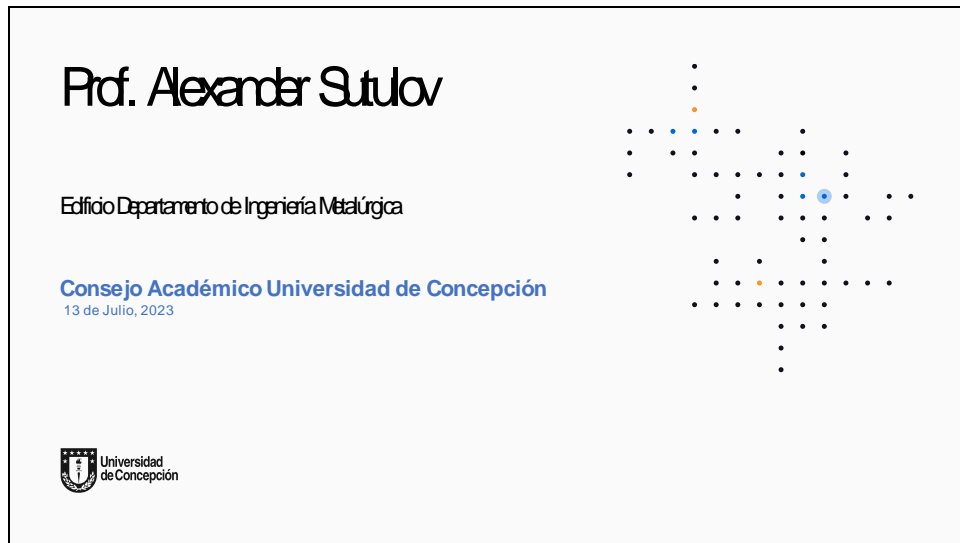 Prof. Alexander Sutulov
Edificio Departamento de Ingeniería Metalúrgica
Consejo Académico Universidad de Concepción
13 de Julio, 2023
Universidad
de Concepción